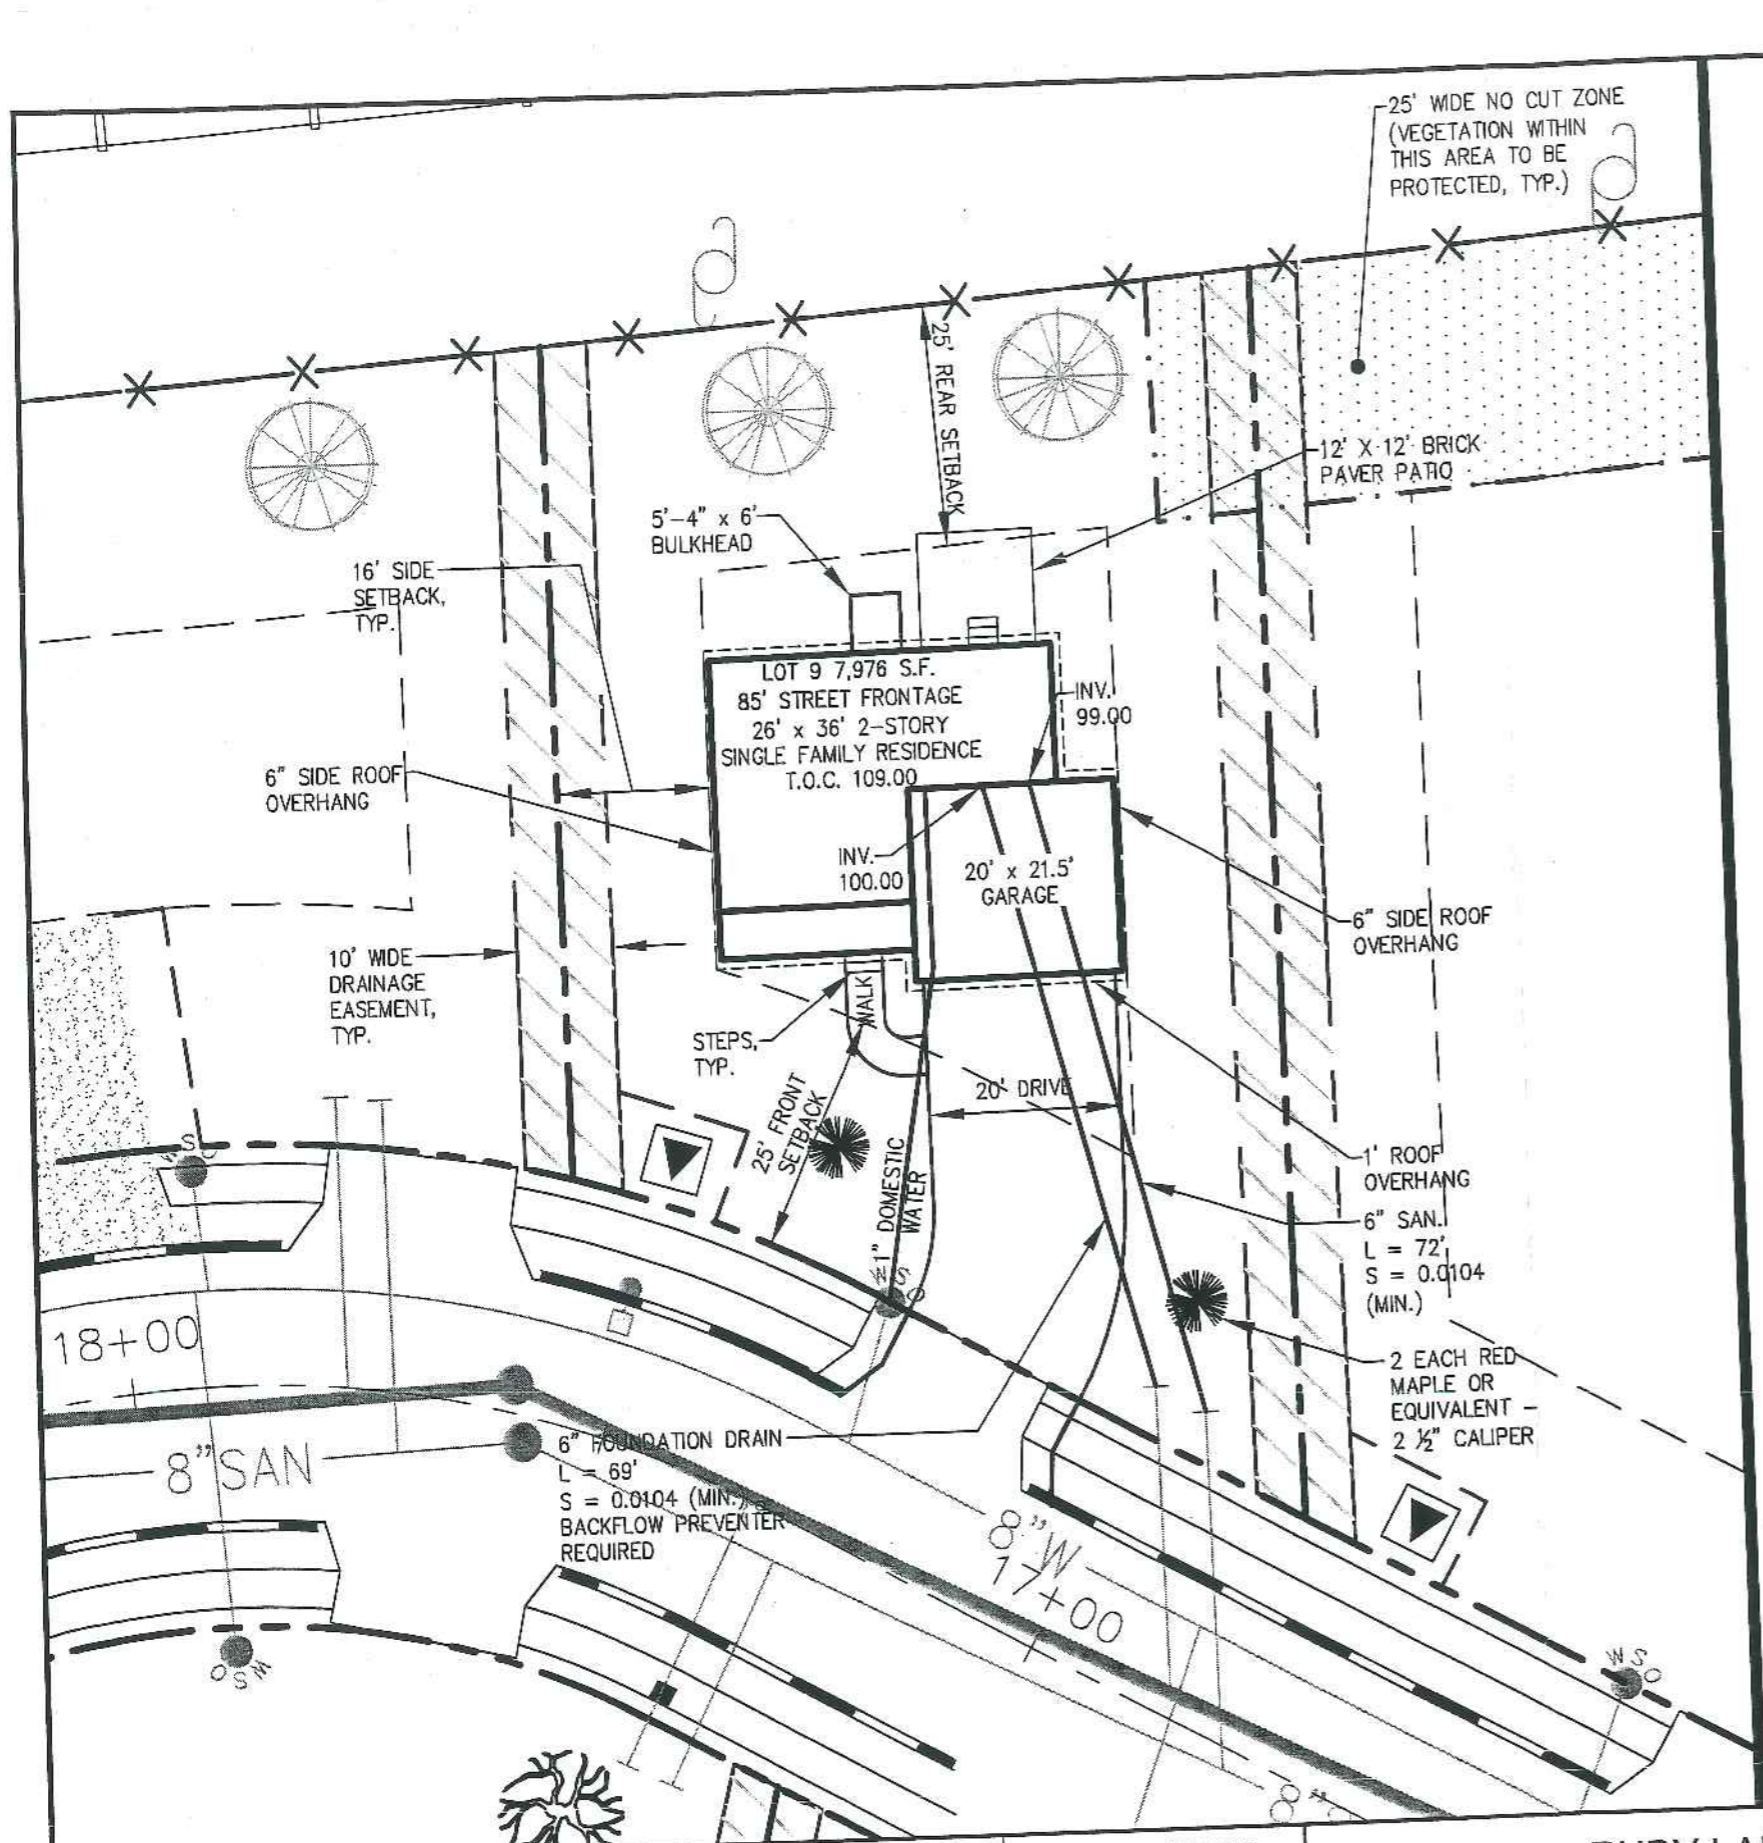 25' WIDE NO CUT ZONE
(VEGETATION WITHIN
THIS AREA TO BE
PROTECTED, TYP.)
25' REAR SETBACK
12' X 12' BRICK
PAVER PATIO
5'-4" x 6'
BULKHEAD
16' SIDE
SETBACK,
TYP.
LOT 9 7,976 S.F.
85' STREET FRONTAGE
26' x 36' 2-STORY
SINGLE FAMILY RESIDENCE
T.O.C. 109.00
INV.
99.00
6" SIDE ROOF
OVERHANG
INV.
100.00
20' x 21.5'
GARAGE
6" SIDE ROOF
OVERHANG
10' WIDE
DRAINAGE
EASEMENT,
TYP.
WALK
STEPS,
TYP.
20' DRIVE
25' FRONT
SETBACK
1" DOMESTIC
WATER
1' ROOF
OVERHANG
6" SAN.
L = 72'
S = 0.0104
(MIN.)
WSO
WSO
18+00
2 EACH RED
MAPLE OR
EQUIVALENT -
2 ½" CALIPER
8"SAN
6" FOUNDATION DRAIN
L = 69'
S = 0.0104 (MIN.)
BACKFLOW PREVENTER
REQUIRED
8"W
17+00
WSO
WSO